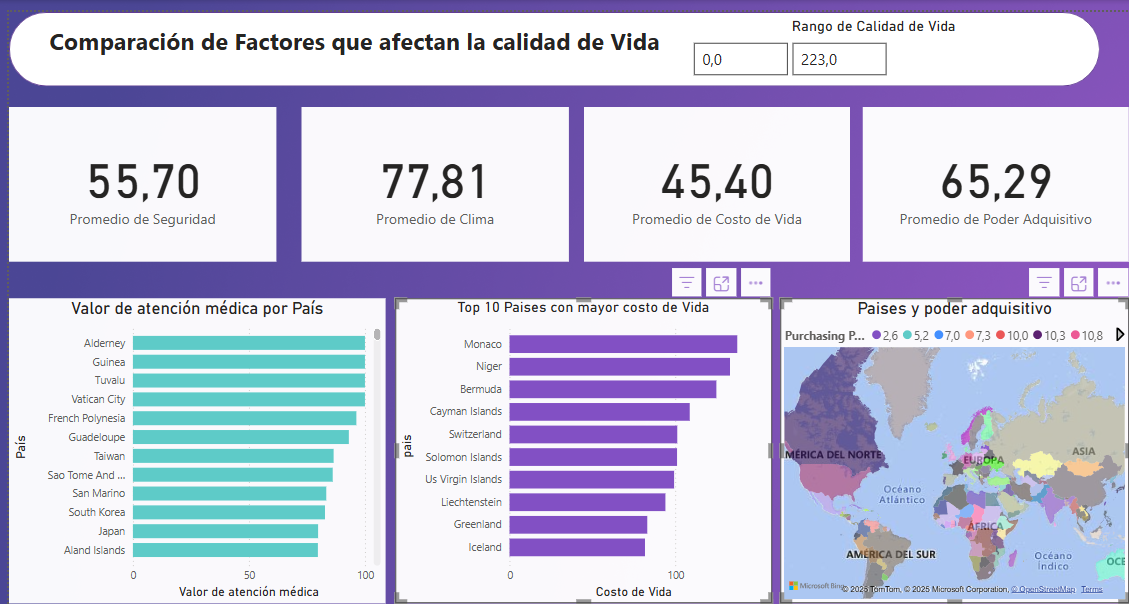 Comparación de Factores que afectan la calidad de Vida
Rango de Calidad de Vida
0,0
223,0
55,70
Promedio de Seguridad
77,81
Promedio de Clima
45,40
Promedio de Costo de Vida
65,29
Promedio de Poder Adquisitivo
Valor de atención médica por País
País
Alderney
Guinea
Tuvalu
Vatican City
French Polynesia
Guadeloupe
Taiwan
Sao Tome And ...
San Marino
South Korea
Japan
Aland Islands
0 50 100
Valor de atención médica
Top 10 Paises con mayor costo de Vida
pais
Monaco
Niger
Bermuda
Cayman Islands
Switzerland
Solomon Islands
Us Virgin Islands
Liechtenstein
Greenland
Iceland
0 100
Costo de Vida
Paises y poder adquisitivo
Purchasing P... 2,6 5,2 7,0 7,3 10,0 10,3 10,8
MÉRICA DEL NORTE
EUROPA
ASIA
Océano
Atlántico
ÁFRICA
AMÉRICA DEL SUR
Océano
Índico
OCE
Microsoft Bing
© 2025 TomTom, © 2025 Microsoft Corporation, © OpenStreetMap Terms